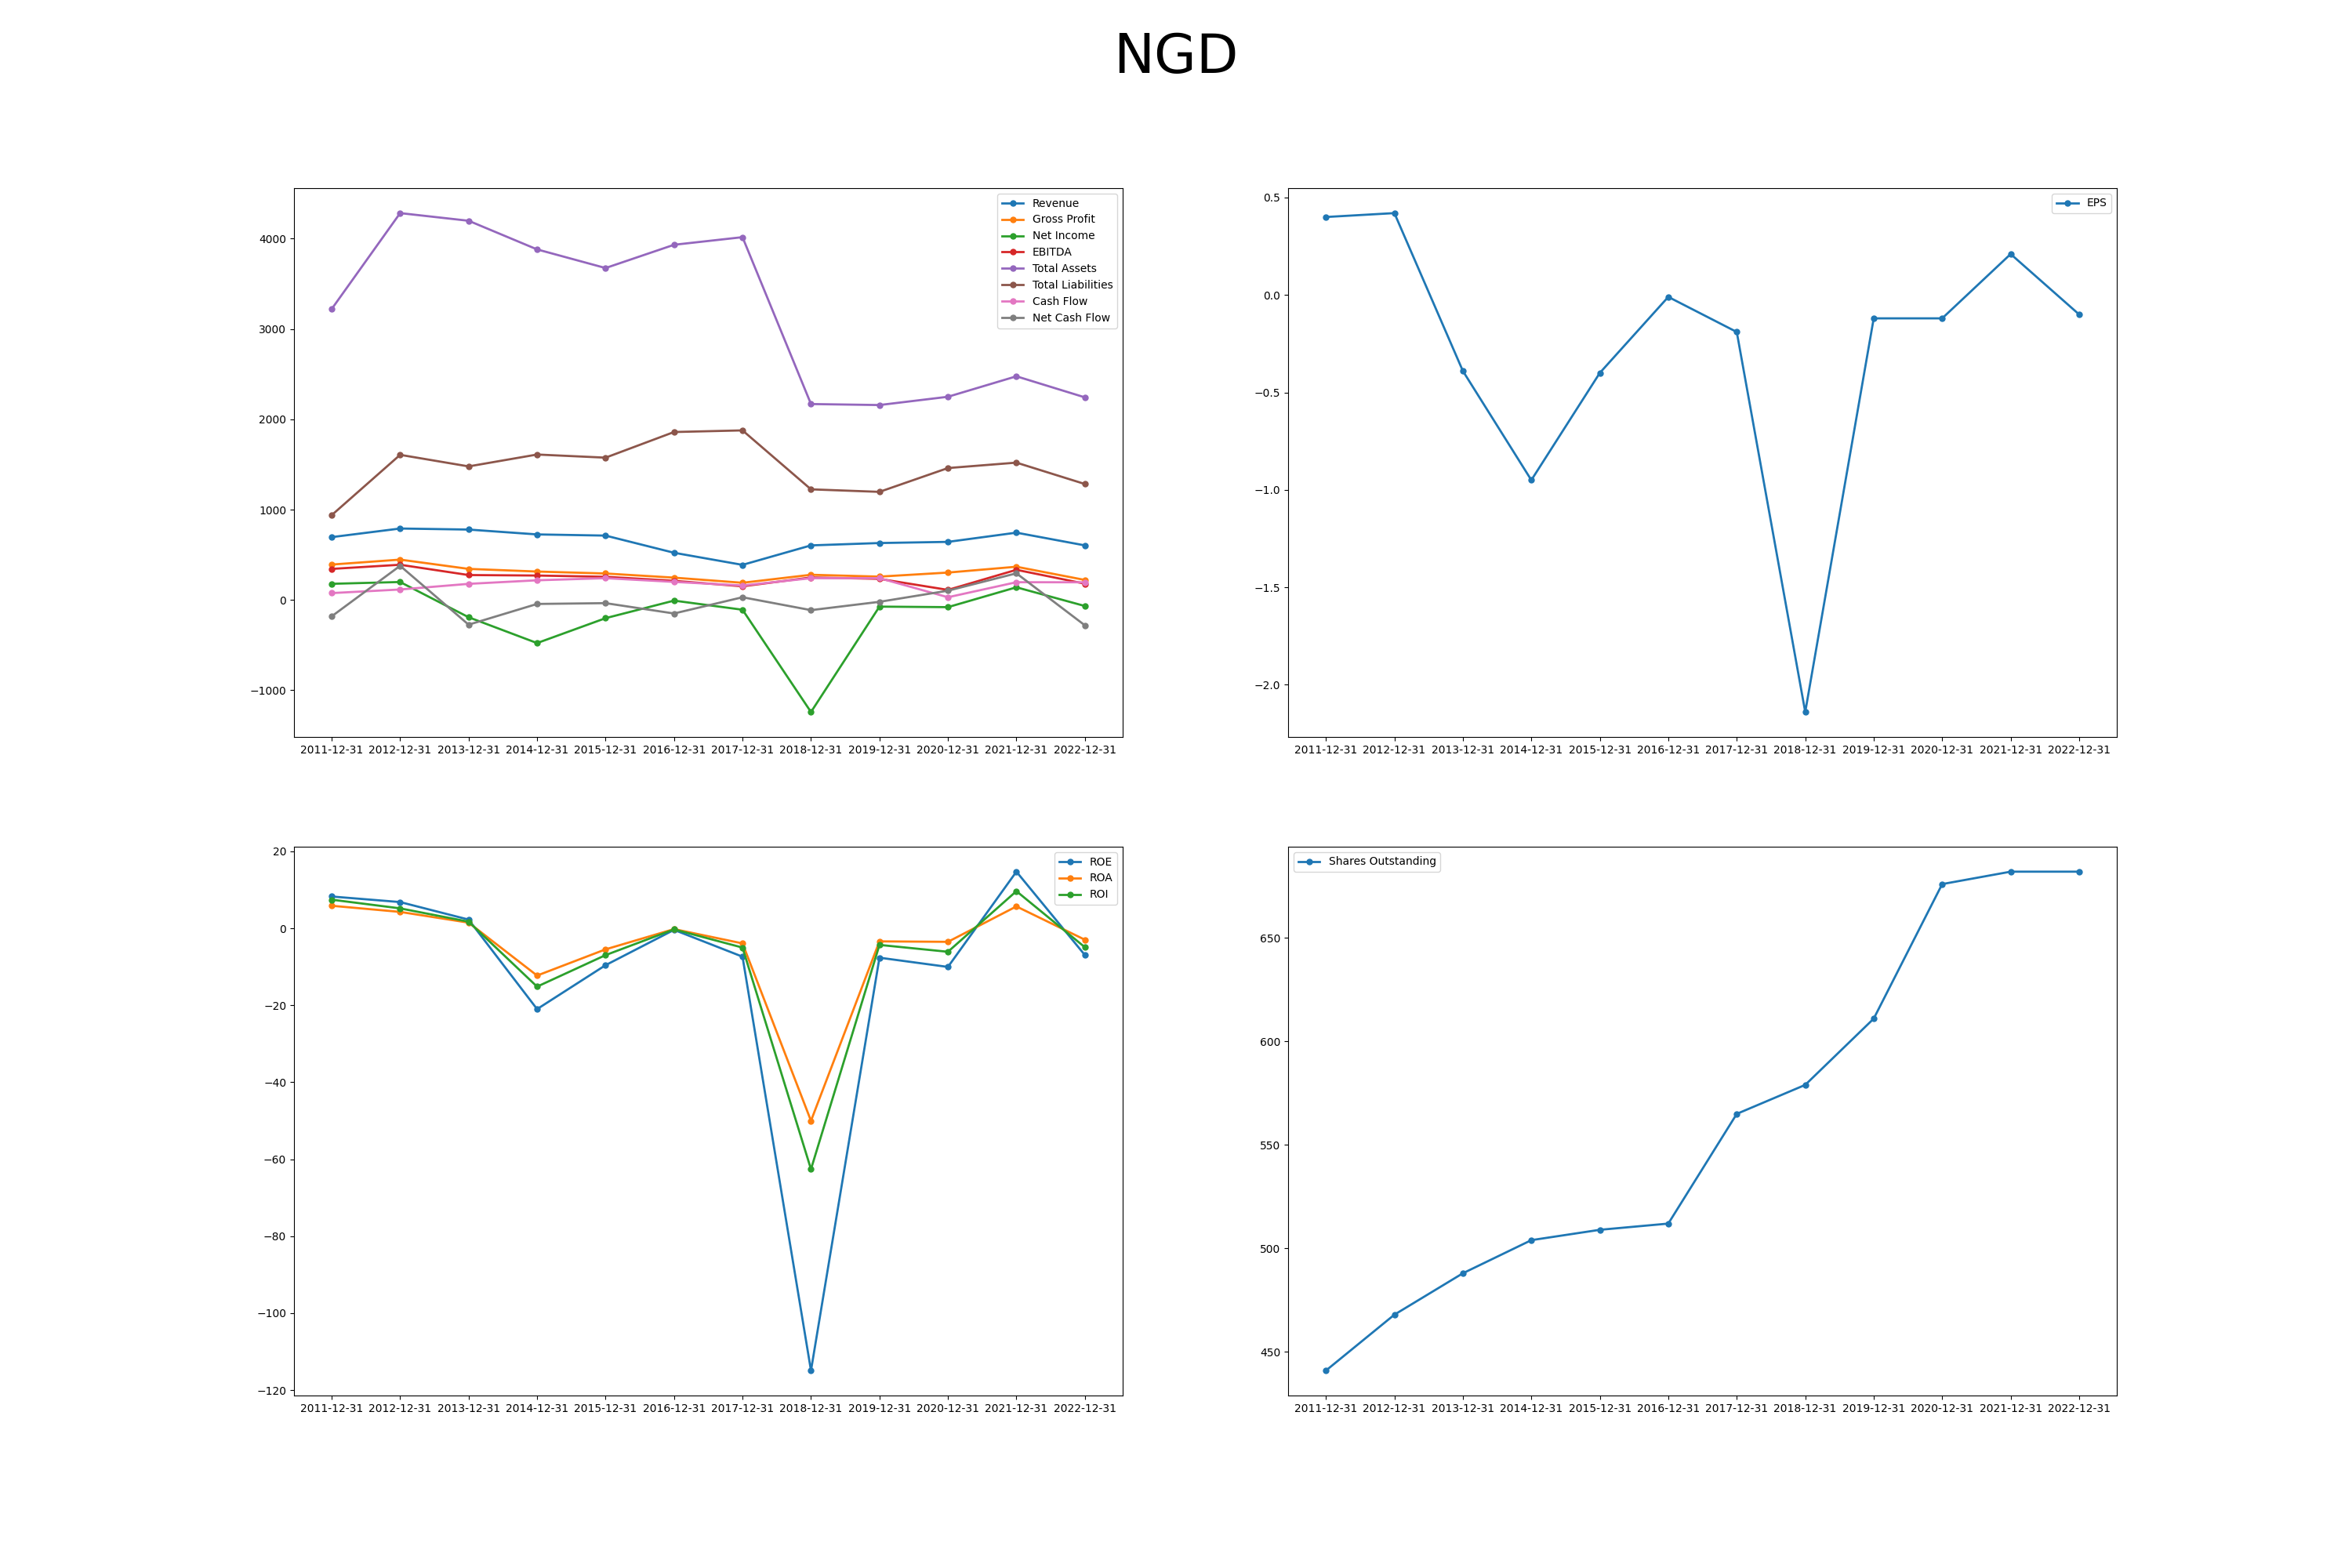 NGD
4000
3000
2000
1000
0
−1000
2011-12-31 2012-12-31 2013-12-31 2014-12-31 2015-12-31 2016-12-31 2017-12-31 2018-12-31 2019-12-31 2020-12-31 2021-12-31 2022-12-31
Revenue
Gross Profit
Net Income
EBITDA
Total Assets
Total Liabilities
Cash Flow
Net Cash Flow
0.5
0.0
−0.5
−1.0
−1.5
−2.0
2011-12-31 2012-12-31 2013-12-31 2014-12-31 2015-12-31 2016-12-31 2017-12-31 2018-12-31 2019-12-31 2020-12-31 2021-12-31 2022-12-31
EPS
20
0
−20
−40
−60
−80
−100
−120
2011-12-31 2012-12-31 2013-12-31 2014-12-31 2015-12-31 2016-12-31 2017-12-31 2018-12-31 2019-12-31 2020-12-31 2021-12-31 2022-12-31
ROE
ROA
ROI
Shares Outstanding
650
600
550
500
450
2011-12-31 2012-12-31 2013-12-31 2014-12-31 2015-12-31 2016-12-31 2017-12-31 2018-12-31 2019-12-31 2020-12-31 2021-12-31 2022-12-31